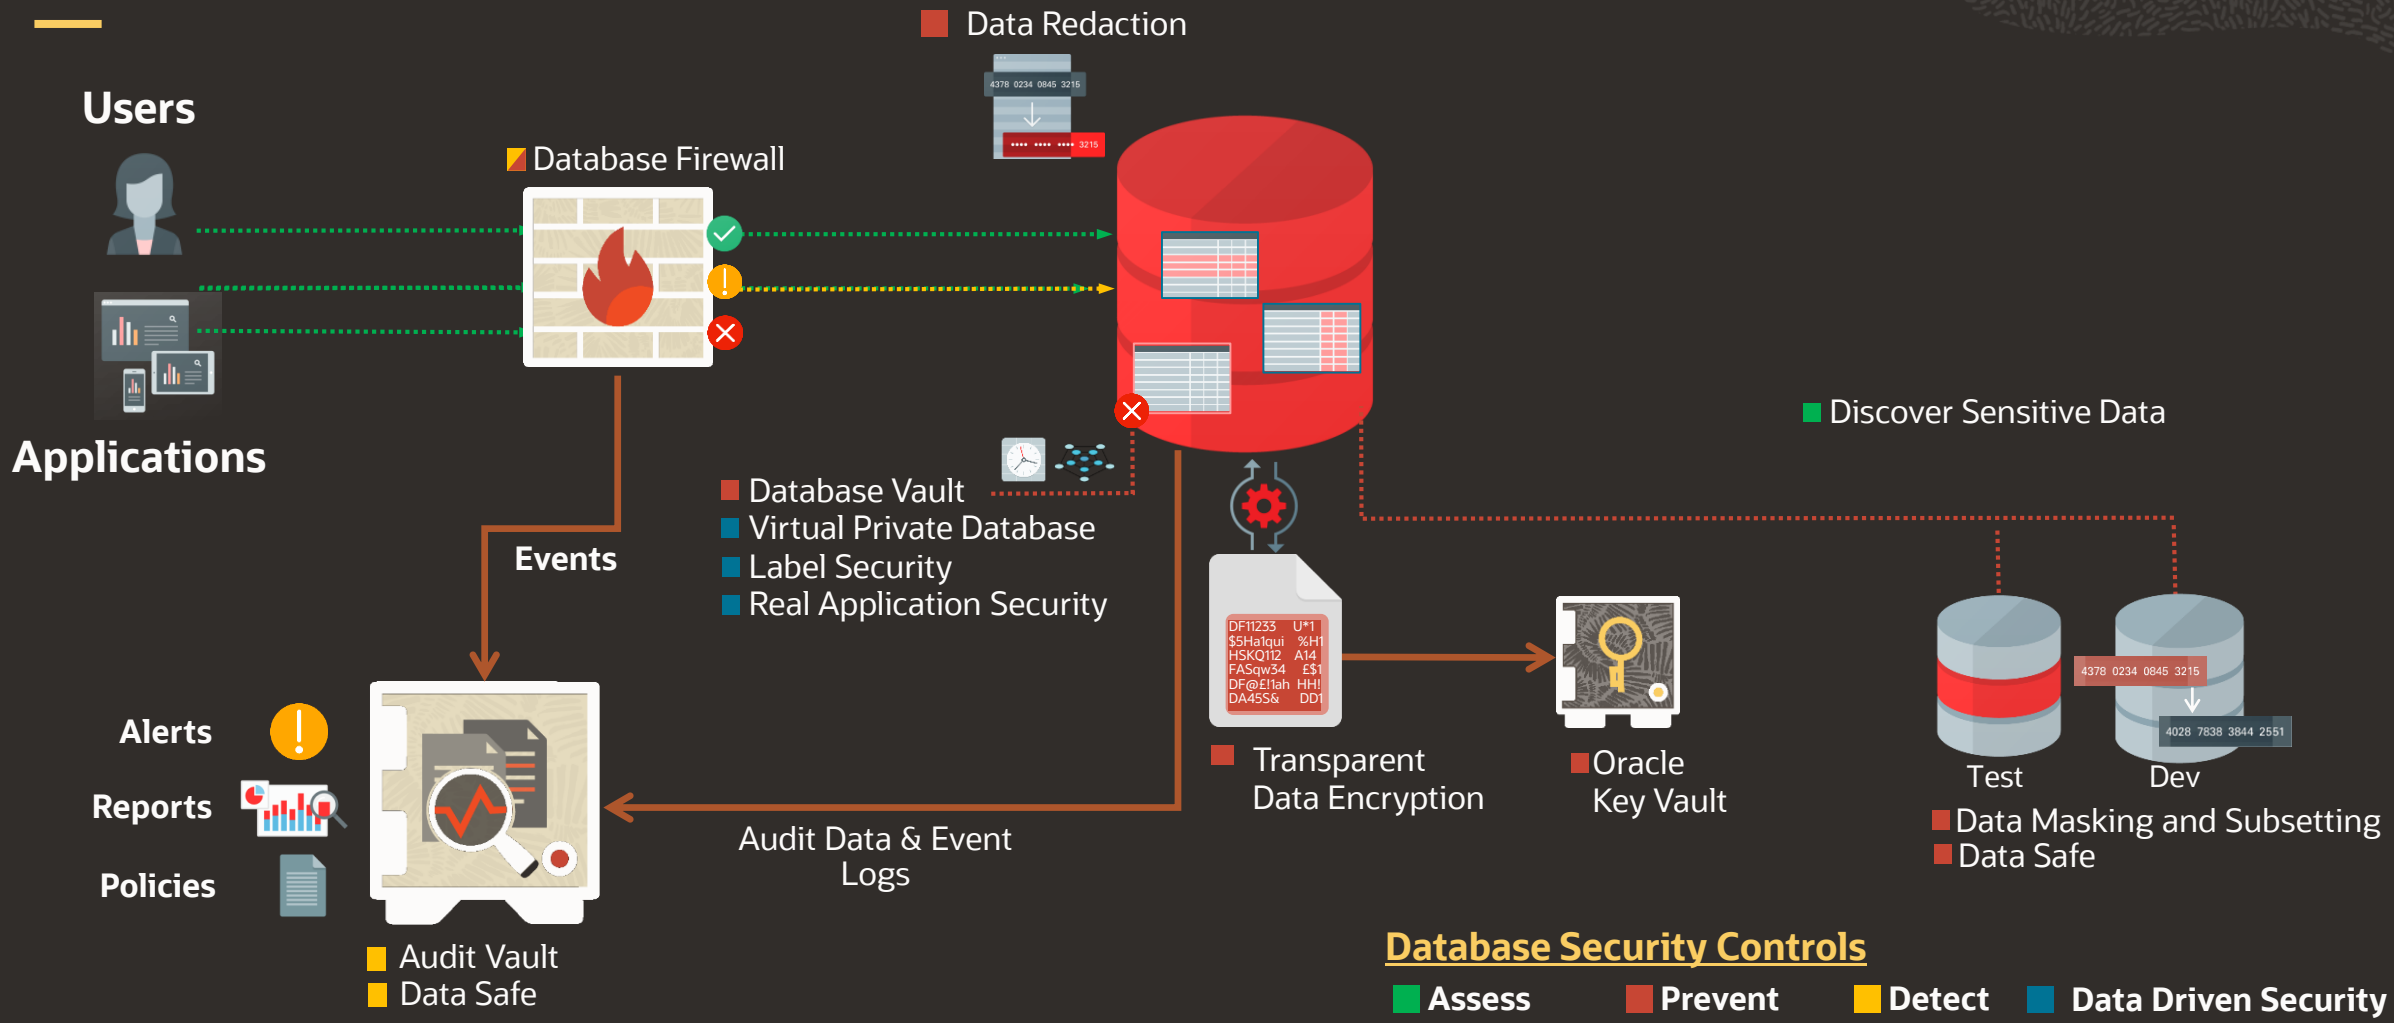 Data Redaction
4378 0234 0845 3215
•••• •••• •••• 3215
Users
Database Firewall
Applications
Discover Sensitive Data
Database Vault
Virtual Private Database
Label Security
Real Application Security
Events
DF11233 U*1
$5Ha1qui %H1
HSKQ112 A14
FASqw34 £$1
DF@£!1ah HH!
DA45S& DD1
4378 0234 0845 3215
4028 7838 3844 2551
Alerts
Reports
Policies
Transparent
Data Encryption
Oracle
Key Vault
Test
Dev
Data Masking and Subsetting
Data Safe
Audit Data & Event
Logs
Audit Vault
Data Safe
Database Security Controls
Assess
Prevent
Detect
Data Driven Security